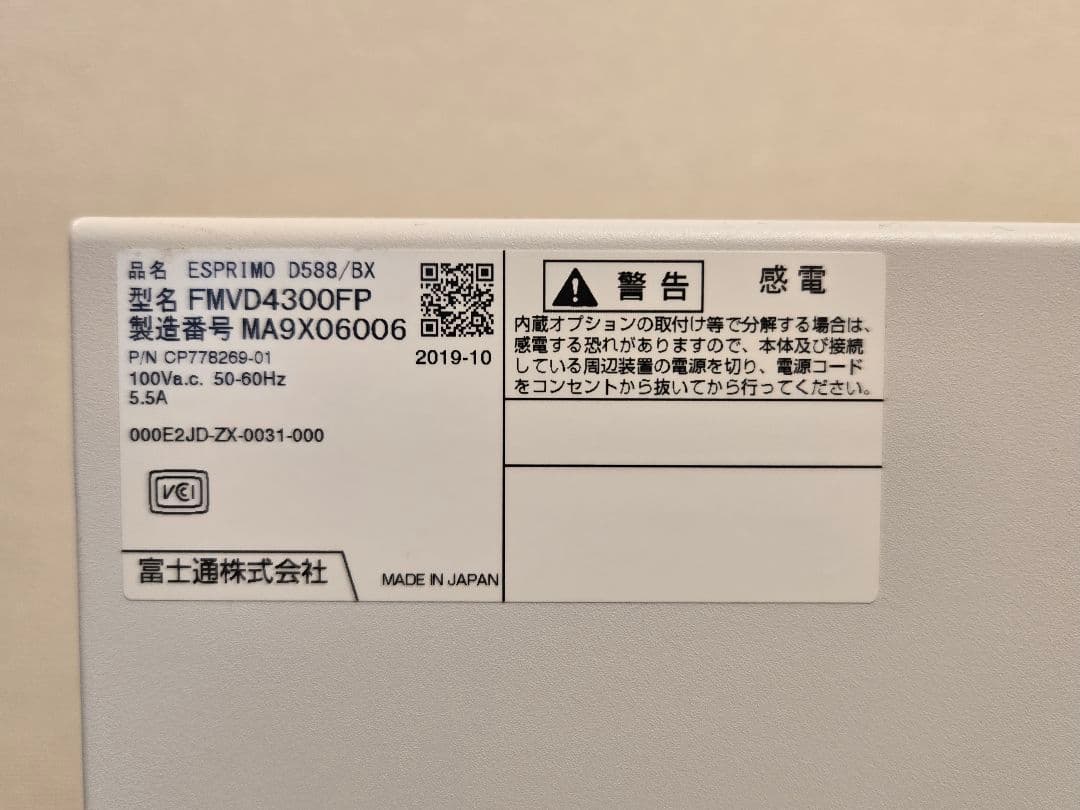 品名 ESPRIMO D588/BX
型名 FMVD4300FP
製造番号 MA9X06006
P/N CP778269-01
2019-10
100Va.c. 50-60Hz
5.5A
000E2JD-ZX-0031-000
VCI
富士通株式会社
MADE IN JAPAN
警告 感電
内蔵オプションの取付け等で分解する場合は、
感電する恐れがありますので、本体及び接続
している周辺装置の電源を切り、電源コード
をコンセントから抜いてから行ってください。